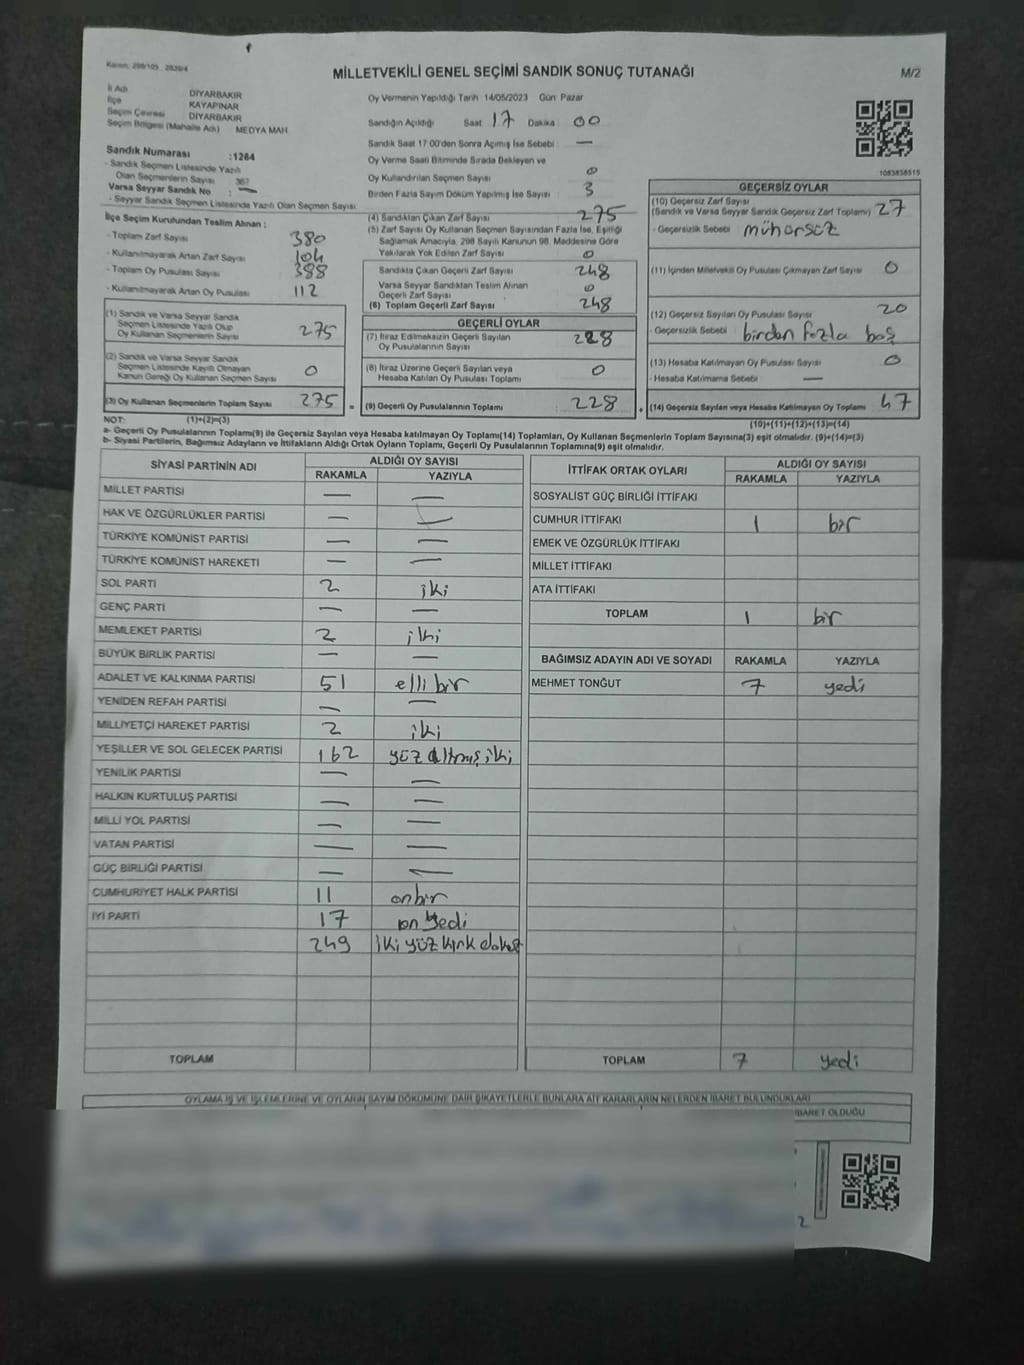 Kanun; 298/105 , 2839/4
MİLLETVEKİLİ GENEL SEÇİMİ SANDIK SONUÇ TUTANAĞI
M/2
İl Adı DİYARBAKIR
İlçe KAYAPINAR
Seçim Çevresi DİYARBAKIR
Seçim Bölgesi (Mahalle Adı) MEDYA MAH.
Sandık Numarası :1264
- Sandık Seçmen Listesinde Yazılı
Olan Seçmenlerin Sayısı : 367
Varsa Seyyar Sandık No : —
- Seyyar Sandık Seçmen Listesinde Yazılı Olan Seçmen Sayısı:
Oy Vermenin Yapıldığı Tarih 14/05/2023 Gün: Pazar
Sandığın Açıldığı Saat 17 Dakika 00
Sandık Saat 17:00'den Sonra Açımış İse Sebebi : —
Oy Verme Saati Bitiminde Sırada Bekleyen ve
Oy Kullandırılan Seçmen Sayısı 0
Birden Fazla Sayım Döküm Yapılmış İse Sayısı : 3
1083838515
İlçe Seçim Kurulundan Teslim Alınan :
- Toplam Zarf Sayısı 380
- Kullanılmayarak Artan Zarf Sayısı 104
- Toplam Oy Pusulası Sayısı 388
- Kullanılmayarak Artan Oy Pusulası 112
(1) Sandık ve Varsa Seyyar Sandık
Seçmen Listesinde Yazılı Olup
Oy Kullanan Seçmenlerin Sayısı 275
(2) Sandık ve Varsa Seyyar Sandık
Seçmen Listesinde Kayıtlı Olmayan
Kanun Gereği Oy Kullanan Seçmen Sayısı 0
(3) Oy Kullanan Seçmenlerin Toplam Sayısı 275 =
(4) Sandıktan Çıkan Zarf Sayısı 275
(5) Zarf Sayısı Oy Kullanan Seçmen Sayısından Fazla İse, Eşitliği
Sağlamak Amacıyla, 298 Sayılı Kanunun 98. Maddesine Göre
Yakılarak Yok Edilen Zarf Sayısı 0
Sandıkta Çıkan Geçerli Zarf Sayısı 248
Varsa Seyyar Sandıktan Teslim Alınan
Geçerli Zarf Sayısı 0
(6) Toplam Geçerli Zarf Sayısı 248
GEÇERLİ OYLAR
(7) İtiraz Edilmeksizin Geçerli Sayılan
Oy Pusulalarının Sayısı 228
(8) İtiraz Üzerine Geçerli Sayılan veya
Hesaba Katılan Oy Pusulası Toplamı 0
(9) Geçerli Oy Pusulalarının Toplamı 228 +
GEÇERSİZ OYLAR
(10) Geçersiz Zarf Sayısı
(Sandık ve Varsa Seyyar Sandık Geçersiz Zarf Toplamı) 27
- Geçersizlik Sebebi : mühürsüz
(11) İçinden Milletvekili Oy Pusulası Çıkmayan Zarf Sayısı 0
(12) Geçersiz Sayılan Oy Pusulası Sayısı 20
- Geçersizlik Sebebi : birden fazla baş
(13) Hesaba Katılmayan Oy Pusulası Sayısı 0
- Hesaba Katılmama Sebebi —
(14) Geçersiz Sayılan veya Hesaba Katılmayan Oy Toplamı 47
NOT: (1)+(2)=(3)
(10)+(11)+(12)+(13)=(14)
a- Geçerli Oy Pusulasının Toplamı(9) ile Geçersiz Sayılan veya Hesaba katılmayan Oy Toplamı(14) Toplamları, Oy Kullanan Seçmenlerin Toplam Sayısına(3) eşit olmalıdır. (9)+(14)=(3)
b- Siyasi Partilerin, Bağımsız Adayların ve İttifakların Aldığı Ortak Oyların Toplamı, Geçerli Oy Pusulalarının Toplamına(9) eşit olmalıdır.
SİYASİ PARTİNİN ADI ALDIĞI OY SAYISI
RAKAMLA YAZIYLA
MİLLET PARTİSİ — —
HAK VE ÖZGÜRLÜKLER PARTİSİ — —
TÜRKİYE KOMÜNİST PARTİSİ — —
TÜRKİYE KOMÜNİST HAREKETİ — —
SOL PARTİ 2 iki
GENÇ PARTİ — —
MEMLEKET PARTİSİ 2 iki
BÜYÜK BİRLİK PARTİSİ — —
ADALET VE KALKINMA PARTİSİ 51 elli bir
YENİDEN REFAH PARTİSİ — —
MİLLİYETÇİ HAREKET PARTİSİ 2 iki
YEŞİLLER VE SOL GELECEK PARTİSİ 162 yüz altmış iki
YENİLİK PARTİSİ — —
HALKIN KURTULUŞ PARTİSİ — —
MİLLİ YOL PARTİSİ — —
VATAN PARTİSİ — —
GÜÇ BİRLİĞİ PARTİSİ — —
CUMHURİYET HALK PARTİSİ 11 onbir
İYİ PARTİ 17 on yedi
249 iki yüz kırk dokuz
TOPLAM
İTTİFAK ORTAK OYLARI ALDIĞI OY SAYISI
RAKAMLA YAZIYLA
SOSYALİST GÜÇ BİRLİĞİ İTTİFAKI
CUMHUR İTTİFAKI 1 bir
EMEK VE ÖZGÜRLÜK İTTİFAKI
MİLLET İTTİFAKI
ATA İTTİFAKI
TOPLAM 1 bir
BAĞIMSIZ ADAYIN ADI VE SOYADI RAKAMLA YAZIYLA
MEHMET TONĞUT 7 yedi
TOPLAM 7 yedi
OYLAMA İŞ VE İŞLEMLERİNE VE OYLARIN SAYIM DÖKÜMÜNE DAİR ŞİKAYETLERLE BUNLARA AİT KARARLARIN NELERDEN İBARET BULUNDUKLARI
İBARET OLDUĞU
2